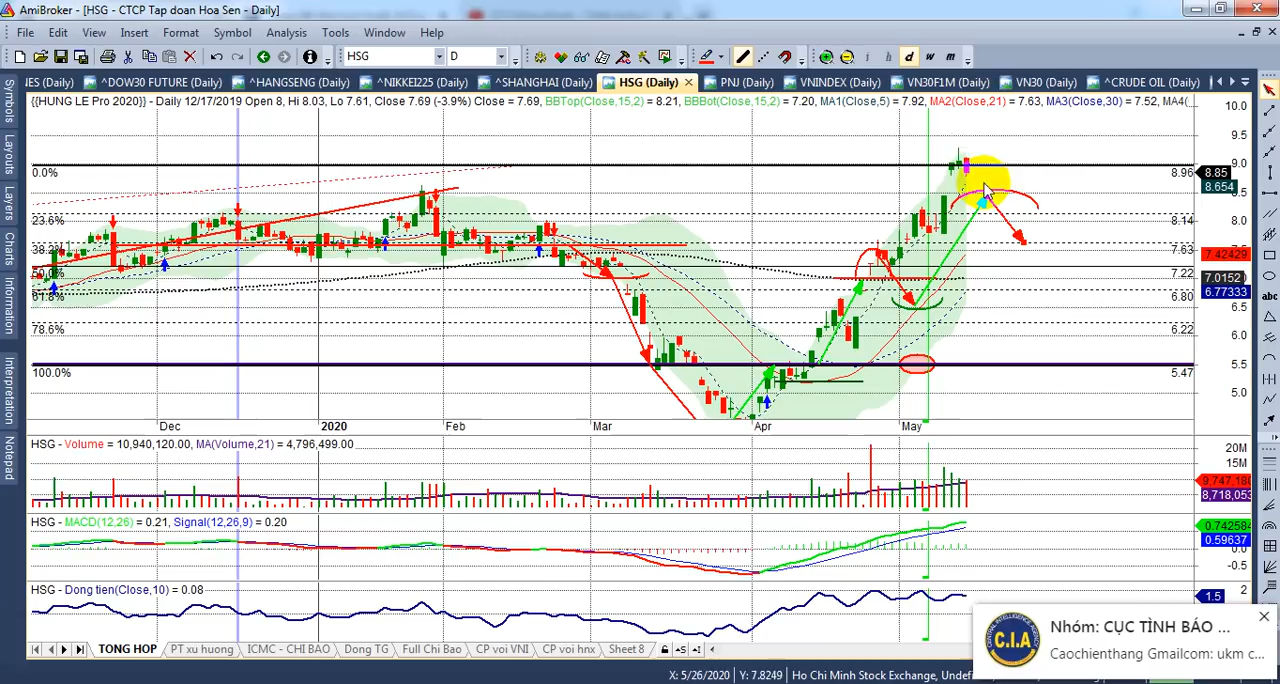 AmiBroker - [HSG - CTCP Tap doan Hoa Sen - Daily]
File Edit View Insert Format Symbol Analysis Tools Window Help
HSG D i h d w m
IES (Daily) ^DOW30 FUTURE (Daily) ^HANGSENG (Daily) ^NIKKEI225 (Daily) ^SHANGHAI (Daily) HSG (Daily) PNJ (Daily) VNINDEX (Daily) VN30F1M (Daily) VN30 (Daily) ^CRUDE OIL (Daily)
Symbols
Layouts
Layers
Charts
Information
Interpretation
Notepad
{{HUNG LE Pro 2020}} - Daily 12/17/2019 Open 8, Hi 8.03, Lo 7.61, Close 7.69 (-3.9%) Close = 7.69, BBTop(Close,15,2) = 8.21, BBBot(Close,15,2) = 7.20, MA1(Close,5) = 7.92, MA2(Close,21) = 7.63, MA3(Close,30) = 7.52, MA4(
10.0
9.5
9.0
0.0% 8.96 8.85
8.654
8.5
23.6% 8.14 8.0
38.2% 7.63
7.42429
50.0% 7.22 7.0152
61.8% 6.80 6.77333
6.5
78.6% 6.22 6.0
5.5
100.0% 5.47
5.0
Dec 2020 Feb Mar Apr May
HSG - Volume = 10,940,120.00, MA(Volume,21) = 4,796,499.00
20M
15M
9,747,180
8,718,053
HSG - MACD(12,26) = 0.21, Signal(12,26,9) = 0.20
0.742584
0.59637
0.0
-0.5
HSG - Dong tien(Close,10) = 0.08
2
1.5
Nhóm: CỤC TÌNH BÁO ...
Caochienthang Gmailcom: ukm c...
C.I.A
TONG HOP PT xu huong ICMC - CHI BAO Dong TG Full Chi Bao CP voi VNI CP voi hnx Sheet 8
X: 5/26/2020 Y: 7.8249 Ho Chi Minh Stock Exchange, Undef
abc